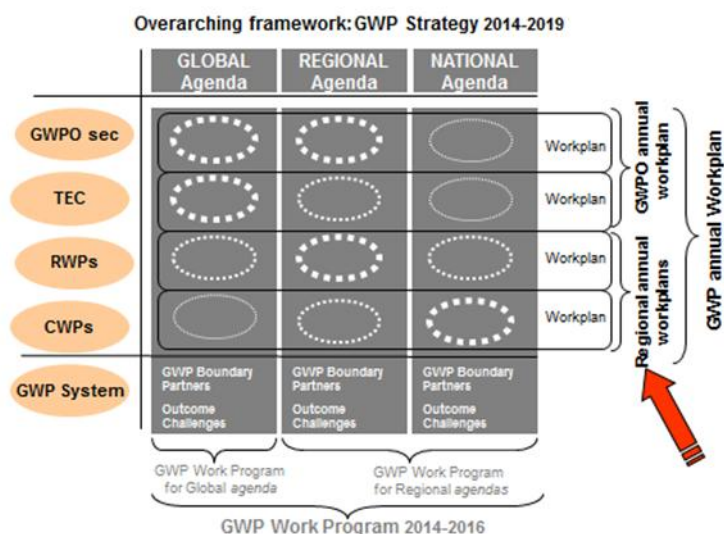 Overarching framework: GWP Strategy 2014-2019
GLOBAL
Agenda
REGIONAL
Agenda
NATIONAL
Agenda
GWPO sec
Workplan
TEC
Workplan
RWPs
Workplan
CWPs
Workplan
GWPO annual
workplan
Regional annual
workplans
GWP annual Workplan
GWP System
GWP Boundary
Partners
Outcome
Challenges
GWP Boundary
Partners
Outcome
Challenges
GWP Boundary
Partners
Outcome
Challenges
GWP Work Program
for Global agenda
GWP Work Program
for Regional agendas
GWP Work Program 2014-2016